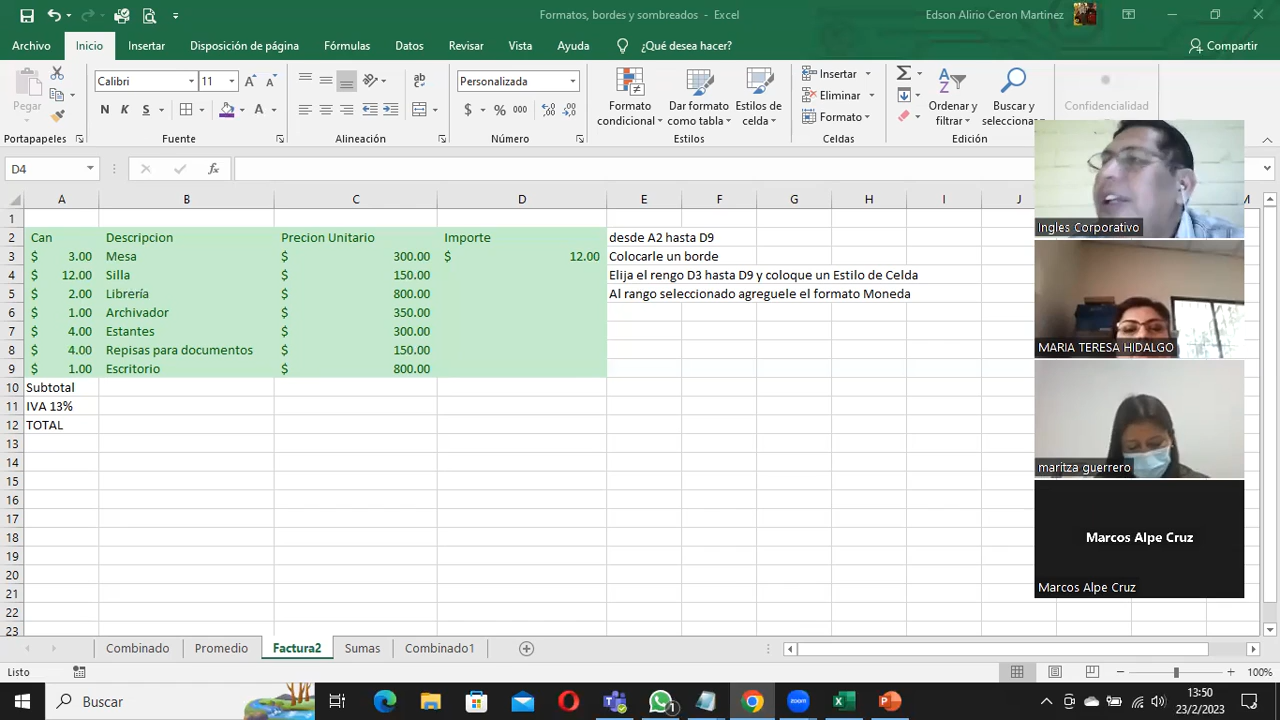 Formatos, bordes y sombreados - Excel
Edson Alirio Ceron Martinez
Archivo Inicio Insertar Disposición de página Fórmulas Datos Revisar Vista Ayuda ¿Qué desea hacer? Compartir
Pegar
Calibri 11
N K S
Personalizada
$ % 000
Formato condicional
Dar formato como tabla
Estilos de celda
Insertar
Eliminar
Formato
Ordenar y filtrar
Buscar y seleccionar
Confidencialidad
Portapapeles Fuente Alineación Número Estilos Celdas Edición
D4
A B C D E F G H I J M
1
2 Can Descripcion Precion Unitario Importe desde A2 hasta D9
3 $ 3.00 Mesa $ 300.00 $ 12.00 Colocarle un borde
4 $ 12.00 Silla $ 150.00 Elija el rengo D3 hasta D9 y coloque un Estilo de Celda
5 $ 2.00 Librería $ 800.00 Al rango seleccionado agreguele el formato Moneda
6 $ 1.00 Archivador $ 350.00
7 $ 4.00 Estantes $ 300.00
8 $ 4.00 Repisas para documentos $ 150.00
9 $ 1.00 Escritorio $ 800.00
10 Subtotal
11 IVA 13%
12 TOTAL
13
14
15
16
17
18
19
20
21
22
23
Ingles Corporativo
MARIA TERESA HIDALGO
maritza guerrero
Marcos Alpe Cruz
Marcos Alpe Cruz
Combinado Promedio Factura2 Sumas Combinado1
Listo
100%
Buscar
13:50
23/2/2023